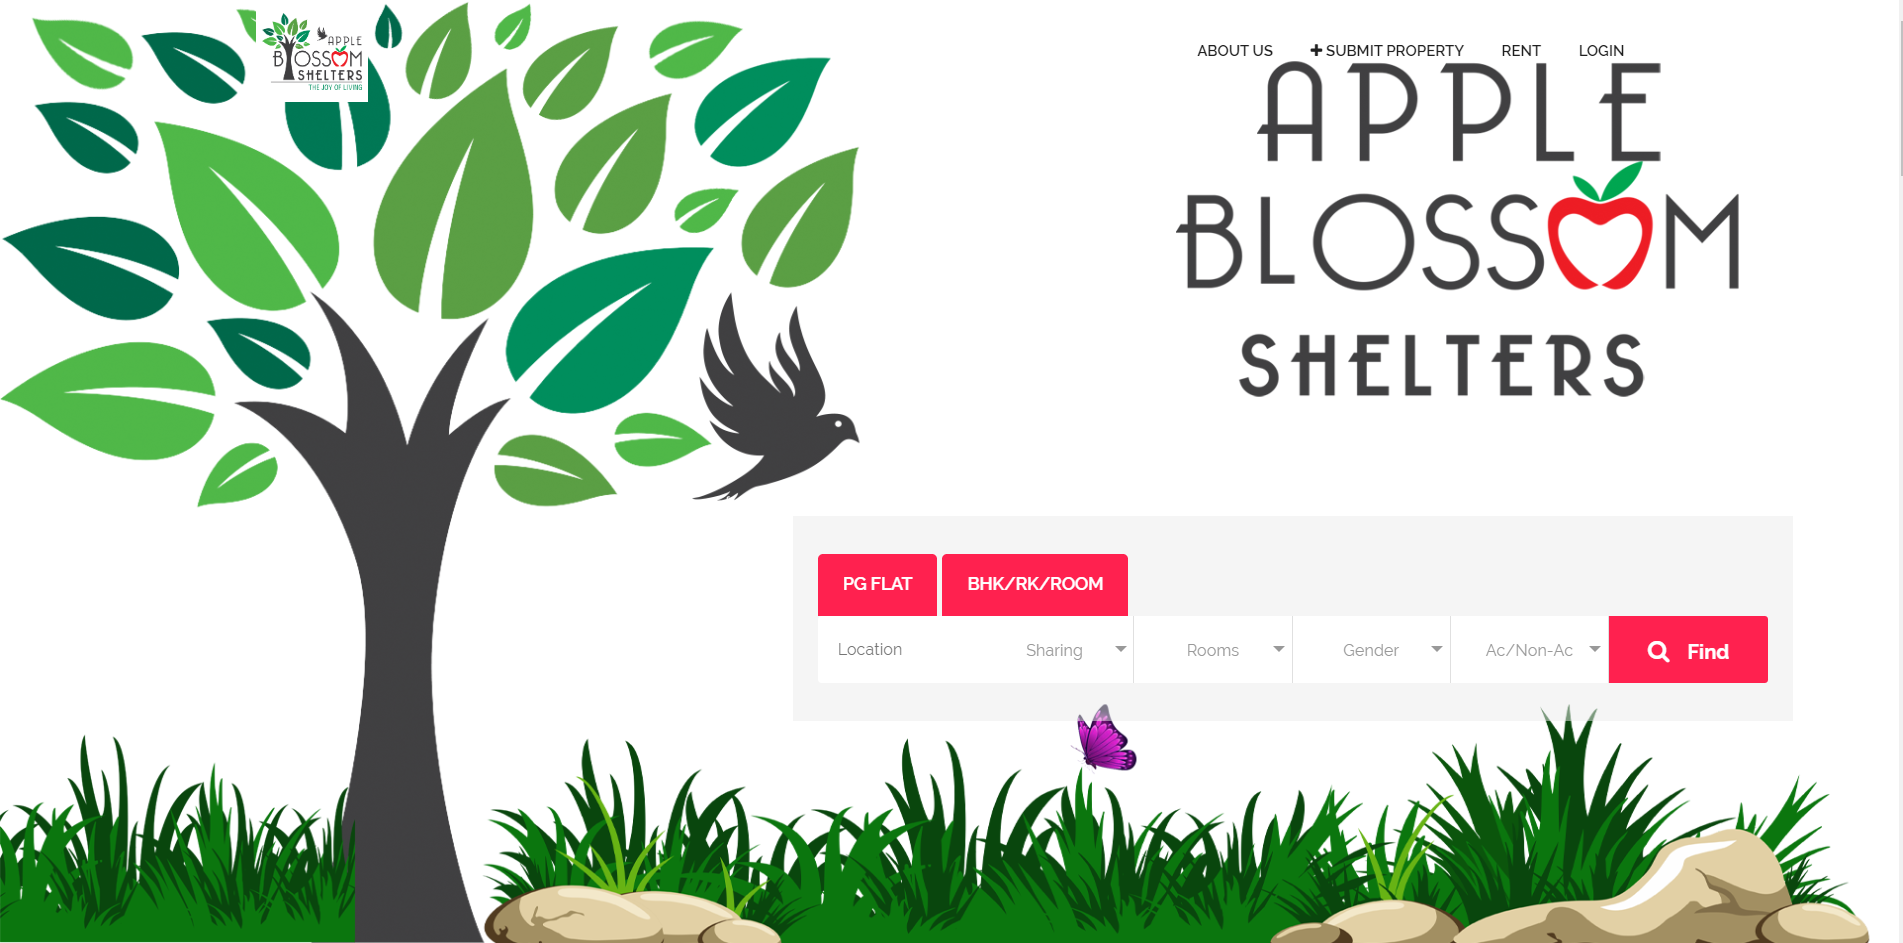 APPLE
BLOSSOM
SHELTERS
THE JOY OF LIVING
ABOUT US SUBMIT PROPERTY RENT LOGIN
APPLE
BLOSSOM
SHELTERS
PG FLAT BHK/RK/ROOM
Location Sharing Rooms Gender Ac/Non-Ac Find